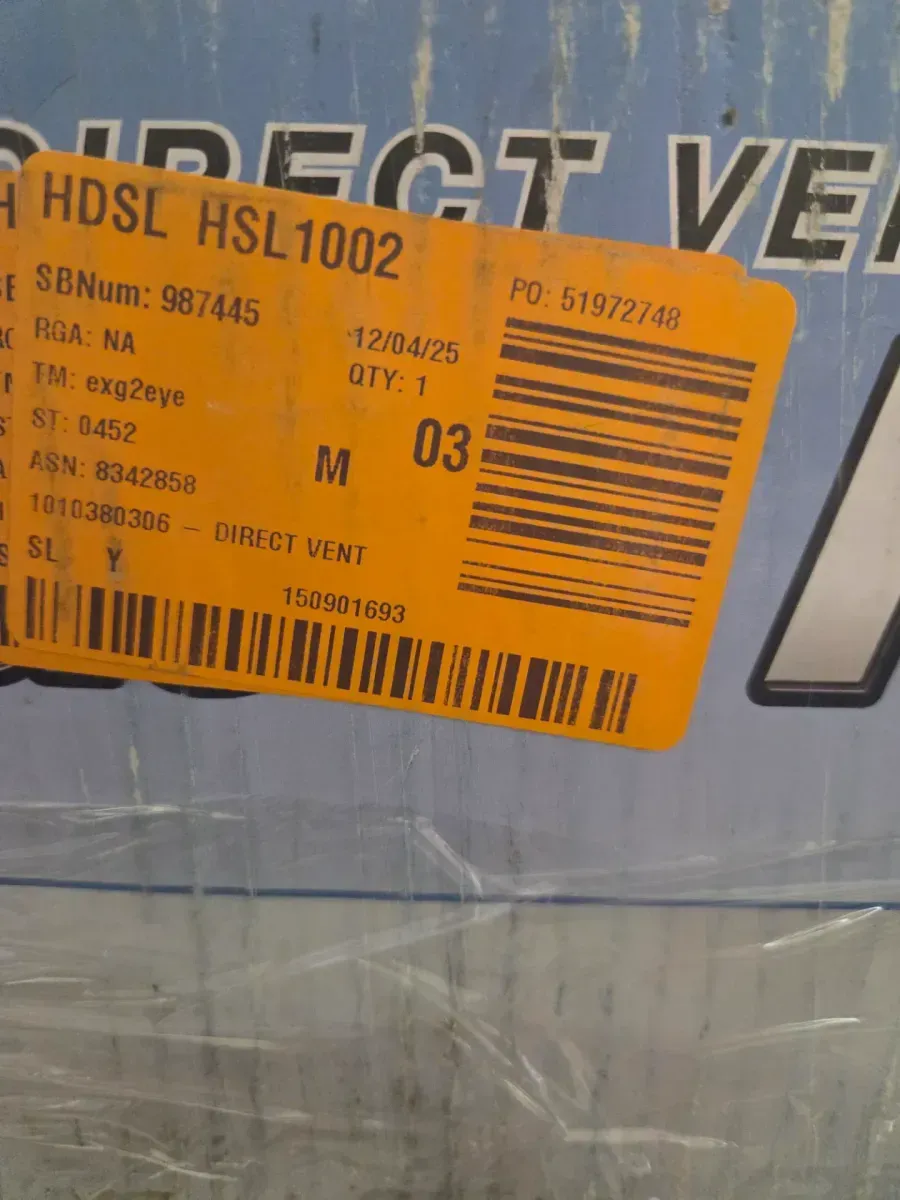 DIRECT VE
HDSL HSL1002
SBNum: 987445
PO: 51972748
RGA: NA
12/04/25
TM: exg2eye
QTY: 1
ST: 0452
M
03
ASN: 8342858
1010380306 – DIRECT VENT
SL Y
150901693